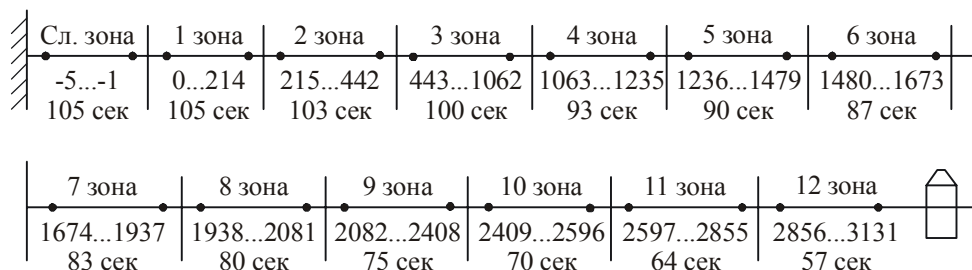 Сл. зона 1 зона 2 зона 3 зона 4 зона 5 зона 6 зона
-5...-1 0...214 215...442 443...1062 1063...1235 1236...1479 1480...1673
105 сек 105 сек 103 сек 100 сек 93 сек 90 сек 87 сек
7 зона 8 зона 9 зона 10 зона 11 зона 12 зона
1674...1937 1938...2081 2082...2408 2409...2596 2597...2855 2856...3131
83 сек 80 сек 75 сек 70 сек 64 сек 57 сек